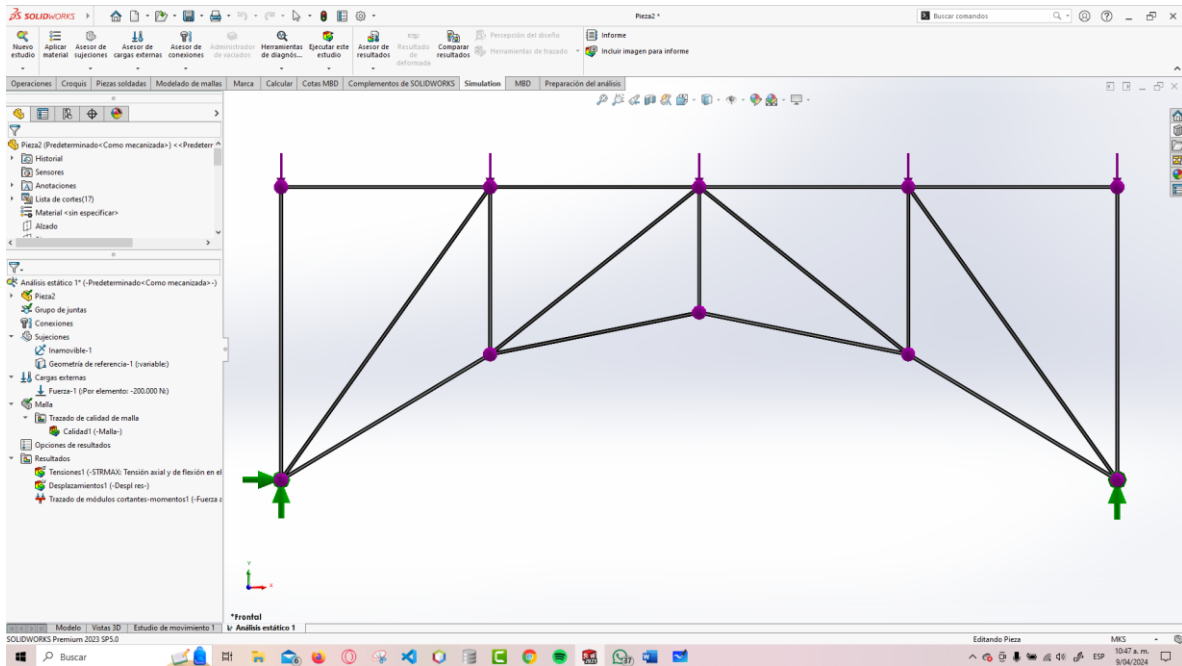 SOLIDWORKS
Pieza2 *
Buscar comandos
Nuevo estudio
Aplicar material
Asesor de sujeciones
Asesor de cargas externas
Asesor de conexiones
Administrador de vaciados
Herramientas de diagnós...
Ejecutar este estudio
Asesor de resultados
Resultado de deformada
Comparar resultados
Percepción del diseño
Herramientas de trazado
Informe
Incluir imagen para informe
Operaciones Croquis Piezas soldadas Modelado de mallas Marca Calcular Cotas MBD Complementos de SOLIDWORKS Simulation MBD Preparación del análisis
Pieza2 (Predeterminado<Como mecanizada>) <<Predeterr
Historial
Sensores
Anotaciones
Lista de cortes(17)
Material <sin especificar>
Alzado
Análisis estático 1* (-Predeterminado<Como mecanizada>-)
Pieza2
Grupo de juntas
Conexiones
Sujeciones
Inamovible-1
Geometría de referencia-1 (:variable:)
Cargas externas
Fuerza-1 (:Por elemento: -200.000 N:)
Malla
Trazado de calidad de malla
Calidad1 (-Malla-)
Opciones de resultados
Resultados
Tensiones1 (-STRMAX: Tensión axial y de flexión en el
Desplazamientos1 (-Despl res-)
Trazado de módulos cortantes-momentos1 (-Fuerza a
Y
X
*Frontal
Modelo Vistas 3D Estudio de movimiento 1 Análisis estático 1
SOLIDWORKS Premium 2023 SP5.0
Editando Pieza
MKS
Buscar
ESP
10:47 a. m.
9/04/2024